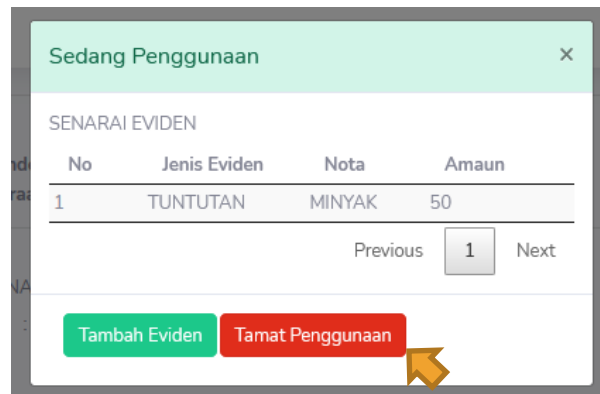 Sedang Penggunaan ×
SENARAI EVIDEN
No Jenis Eviden Nota Amaun
1 TUNTUTAN MINYAK 50
Previous 1 Next
Tambah Eviden Tamat Penggunaan